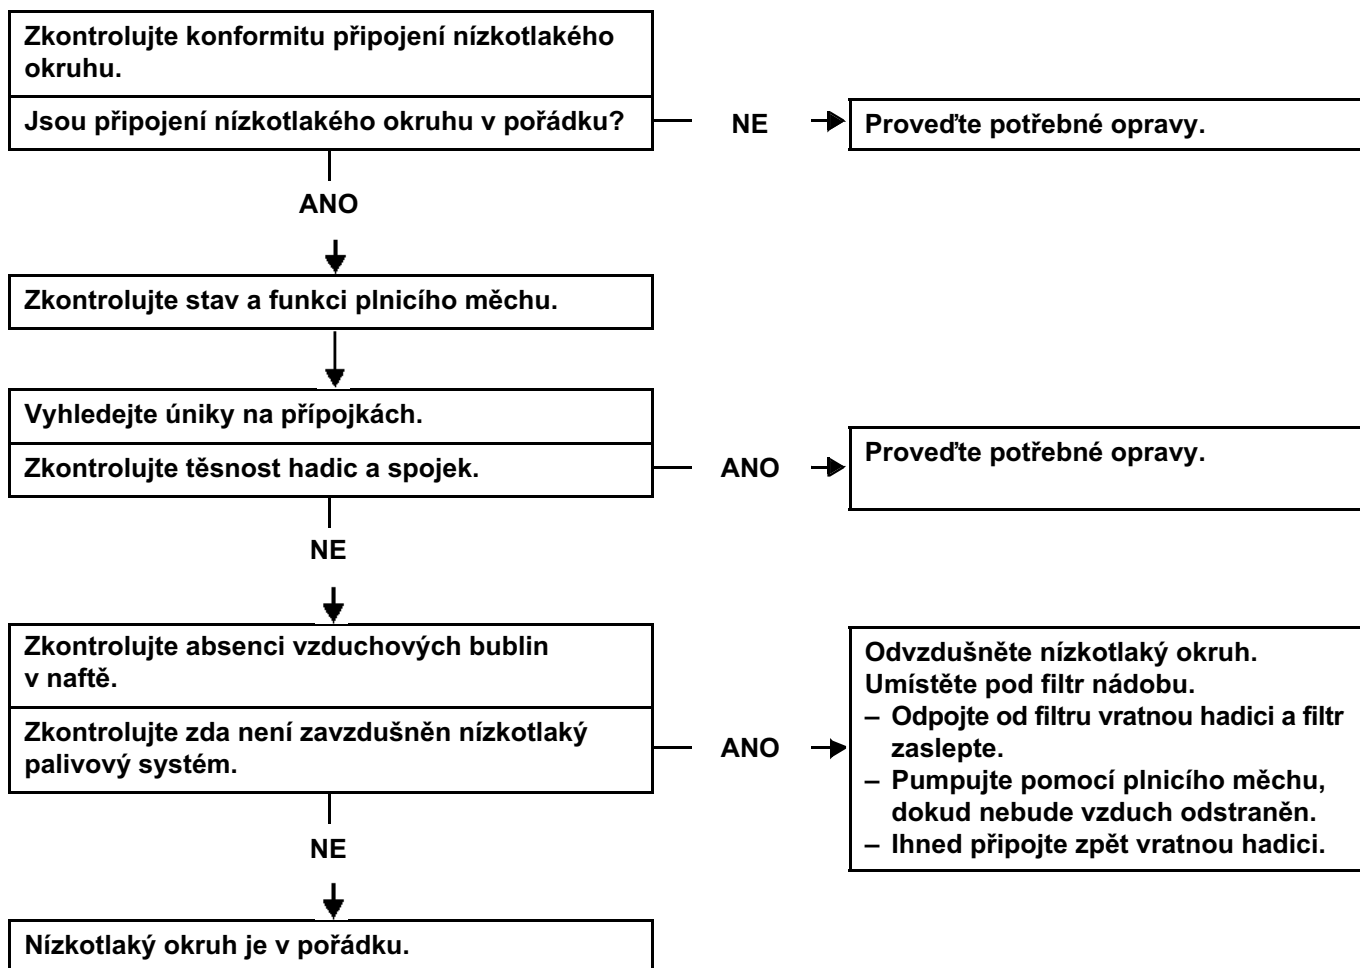 Zkontrolujte konformitu připojení nízkotlakého
okruhu.
Jsou připojení nízkotlakého okruhu v pořádku?
NE
Proveďte potřebné opravy.
ANO
Zkontrolujte stav a funkci plnicího měchu.
Vyhledejte úniky na přípojkách.
Zkontrolujte těsnost hadic a spojek.
ANO
Proveďte potřebné opravy.
NE
Zkontrolujte absenci vzduchových bublin
v naftě.
Zkontrolujte zda není zavzdušněn nízkotlaký
palivový systém.
ANO
Odvzdušněte nízkotlaký okruh.
Umístěte pod filtr nádobu.
– Odpojte od filtru vratnou hadici a filtr
zaslepte.
– Pumpujte pomocí plnicího měchu,
dokud nebude vzduch odstraněn.
– Ihned připojte zpět vratnou hadici.
NE
Nízkotlaký okruh je v pořádku.